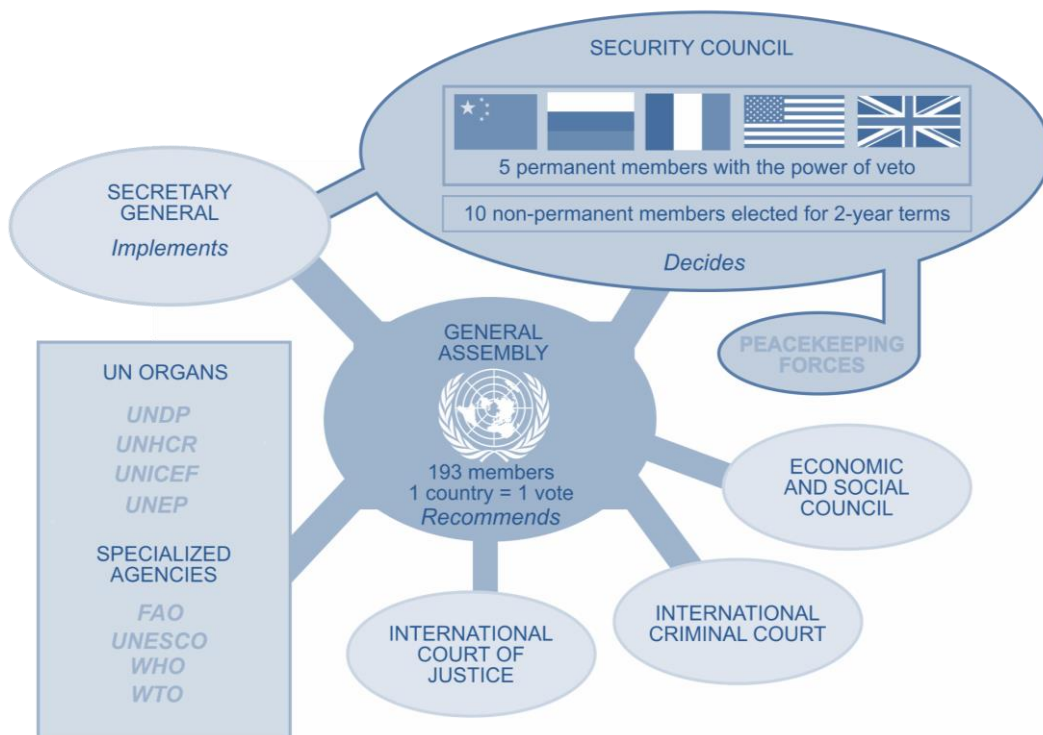 SECURITY COUNCIL
5 permanent members with the power of veto
10 non-permanent members elected for 2-year terms
Decides
SECRETARY
GENERAL
Implements
PEACEKEEPING
FORCES
GENERAL
ASSEMBLY
193 members
1 country = 1 vote
Recommends
UN ORGANS
UNDP
UNHCR
UNICEF
UNEP
SPECIALIZED
AGENCIES
FAO
UNESCO
WHO
WTO
ECONOMIC
AND SOCIAL
COUNCIL
INTERNATIONAL
CRIMINAL COURT
INTERNATIONAL
COURT OF
JUSTICE